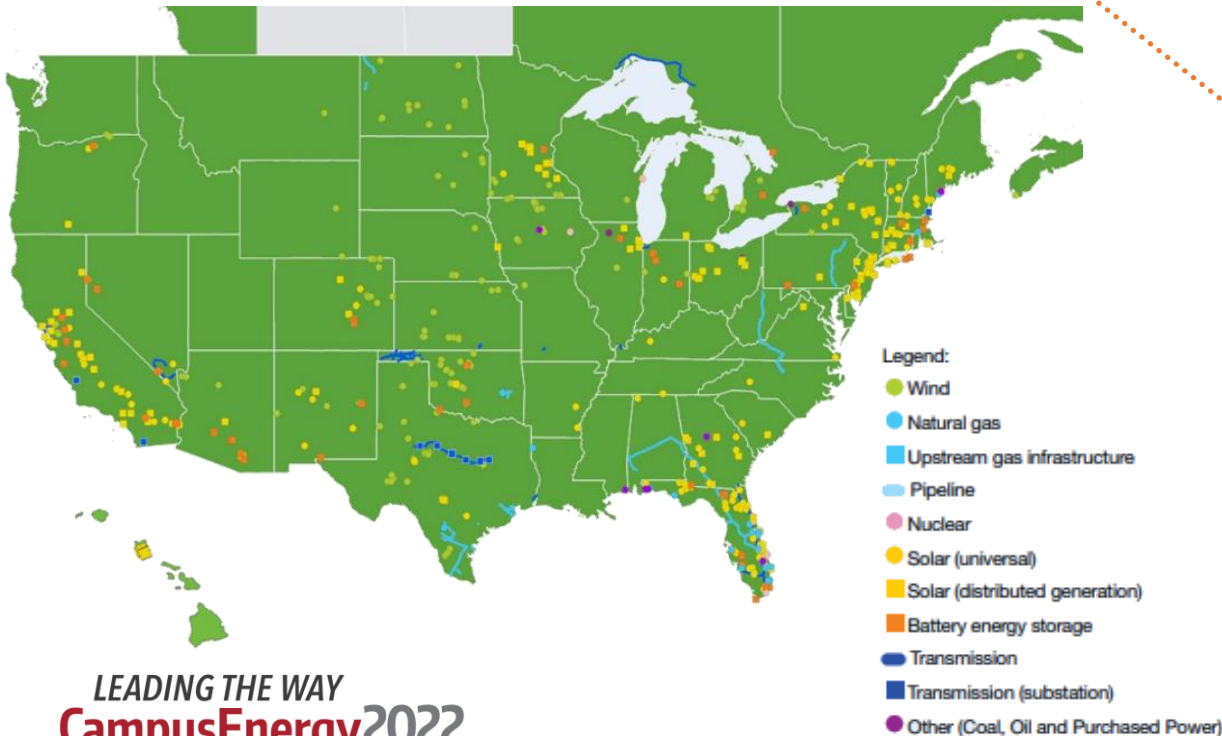 Legend:
Wind
Natural gas
Upstream gas infrastructure
Pipeline
Nuclear
Solar (universal)
Solar (distributed generation)
Battery energy storage
Transmission
Transmission (substation)
Other (Coal, Oil and Purchased Power)
LEADING THE WAY
CampusEnergy2022